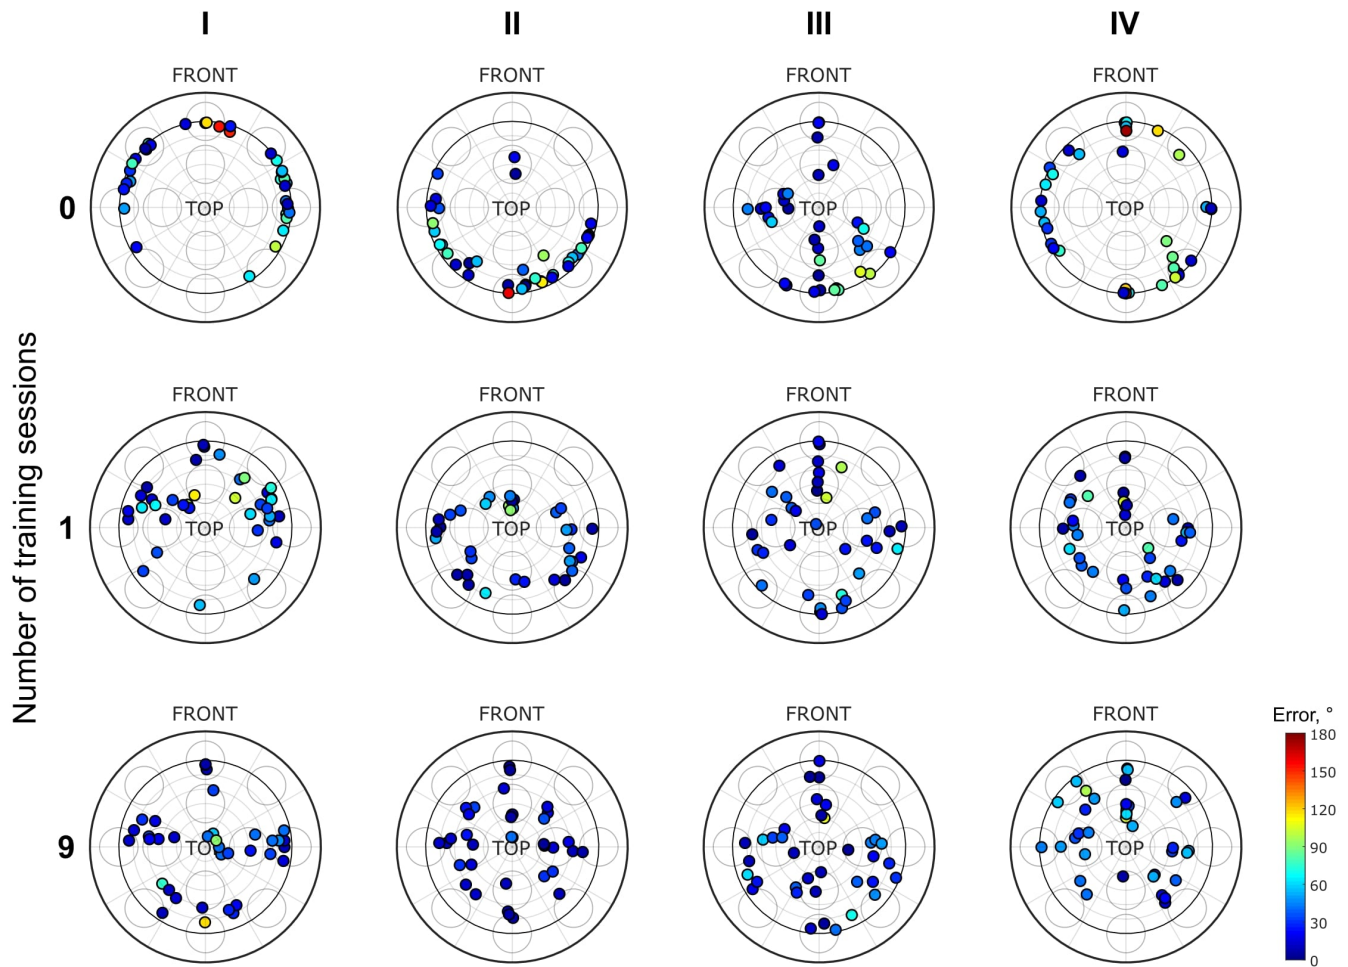 I II III IV
FRONT FRONT FRONT FRONT
0 TOP TOP TOP TOP
Number of training sessions
FRONT FRONT FRONT FRONT
1 TOP TOP TOP TOP
FRONT FRONT FRONT FRONT
9 TOP TOP TOP TOP
Error, °
180
150
120
90
60
30
0